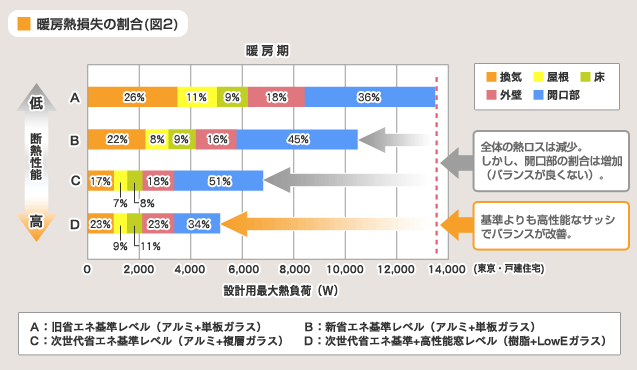 暖房熱損失の割合(図2)
暖房期
換気 屋根 床
外壁 開口部
低
断熱性能
高
A 26% 11% 9% 18% 36%
B 22% 8% 9% 16% 45%
C 17% 18% 51%
7% 8%
D 23% 23% 34%
9% 11%
全体の熱ロスは減少。
しかし、開口部の割合は増加
（バランスが良くない）。
基準よりも高性能なサッシ
でバランスが改善。
0 2,000 4,000 6,000 8,000 10,000 12,000 14,000 (東京・戸建住宅)
設計用最大熱負荷（W）
A：旧省エネ基準レベル（アルミ+単板ガラス） B：新省エネ基準レベル（アルミ+単板ガラス）
C：次世代省エネ基準レベル（アルミ+複層ガラス） D：次世代省エネ基準+高性能窓レベル（樹脂+LowEガラス）